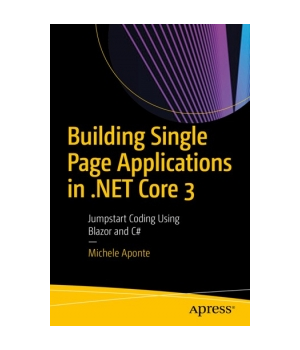 Building Single
Page Applications
in .NET Core 3
Jumpstart Coding Using
Blazor and C#
—
Michele Aponte
Apress®